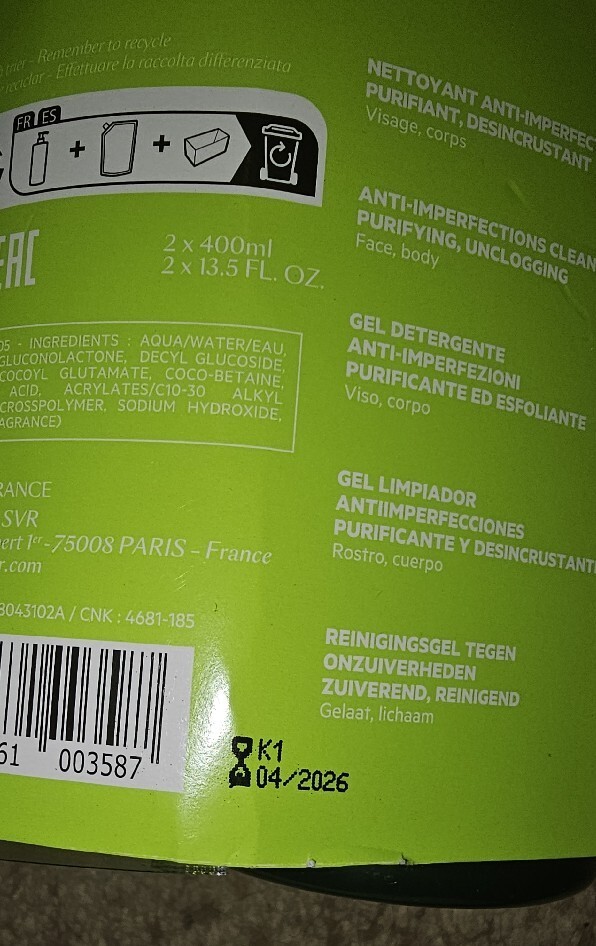 trier - Remember to recycle
reciclar - Effettuare la raccolta differenziata
FR ES
EAC
2 x 400ml
2 x 13.5 FL. OZ.
05 - INGREDIENTS : AQUA/WATER/EAU,
GLUCONOLACTONE, DECYL GLUCOSIDE,
COCOYL GLUTAMATE, COCO-BETAINE,
ACID, ACRYLATES/C10-30 ALKYL
CROSSPOLYMER, SODIUM HYDROXIDE,
AGRANCE)
RANCE
SVR
bert 1er -75008 PARIS - France
r.com
8043102A / CNK : 4681-185
61 003587
K1
04/2026
NETTOYANT ANTI-IMPERFEC
PURIFIANT, DESINCRUSTANT
Visage, corps
ANTI-IMPERFECTIONS CLEAN
PURIFYING, UNCLOGGING
Face, body
GEL DETERGENTE
ANTI-IMPERFEZIONI
PURIFICANTE ED ESFOLIANTE
Viso, corpo
GEL LIMPIADOR
ANTIIMPERFECCIONES
PURIFICANTE Y DESINCRUSTANT
Rostro, cuerpo
REINIGINGSGEL TEGEN
ONZUIVERHEDEN
ZUIVEREND, REINIGEND
Gelaat, lichaam